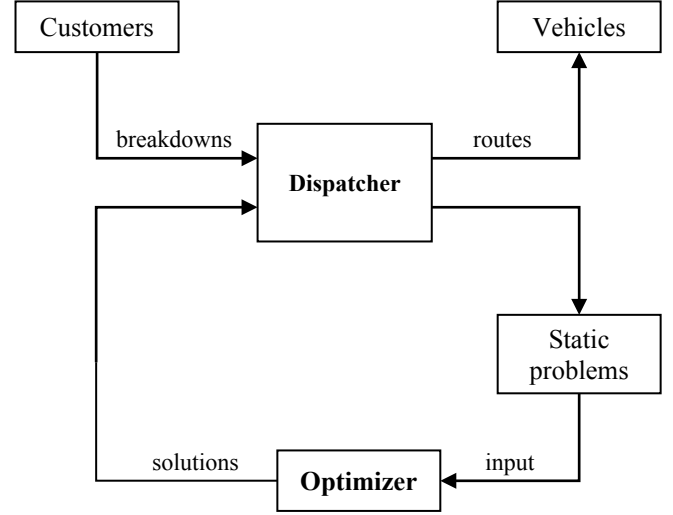 Customers
Vehicles
breakdowns
routes
Dispatcher
Static
problems
solutions
input
Optimizer